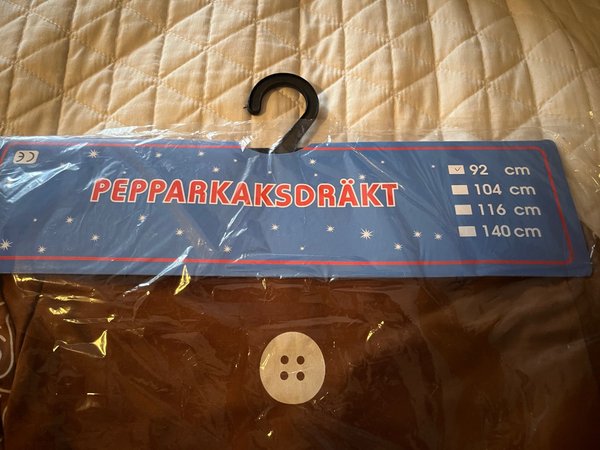 CE
PEPPARKAKSDRÄKT
92 cm
104 cm
116 cm
140 cm